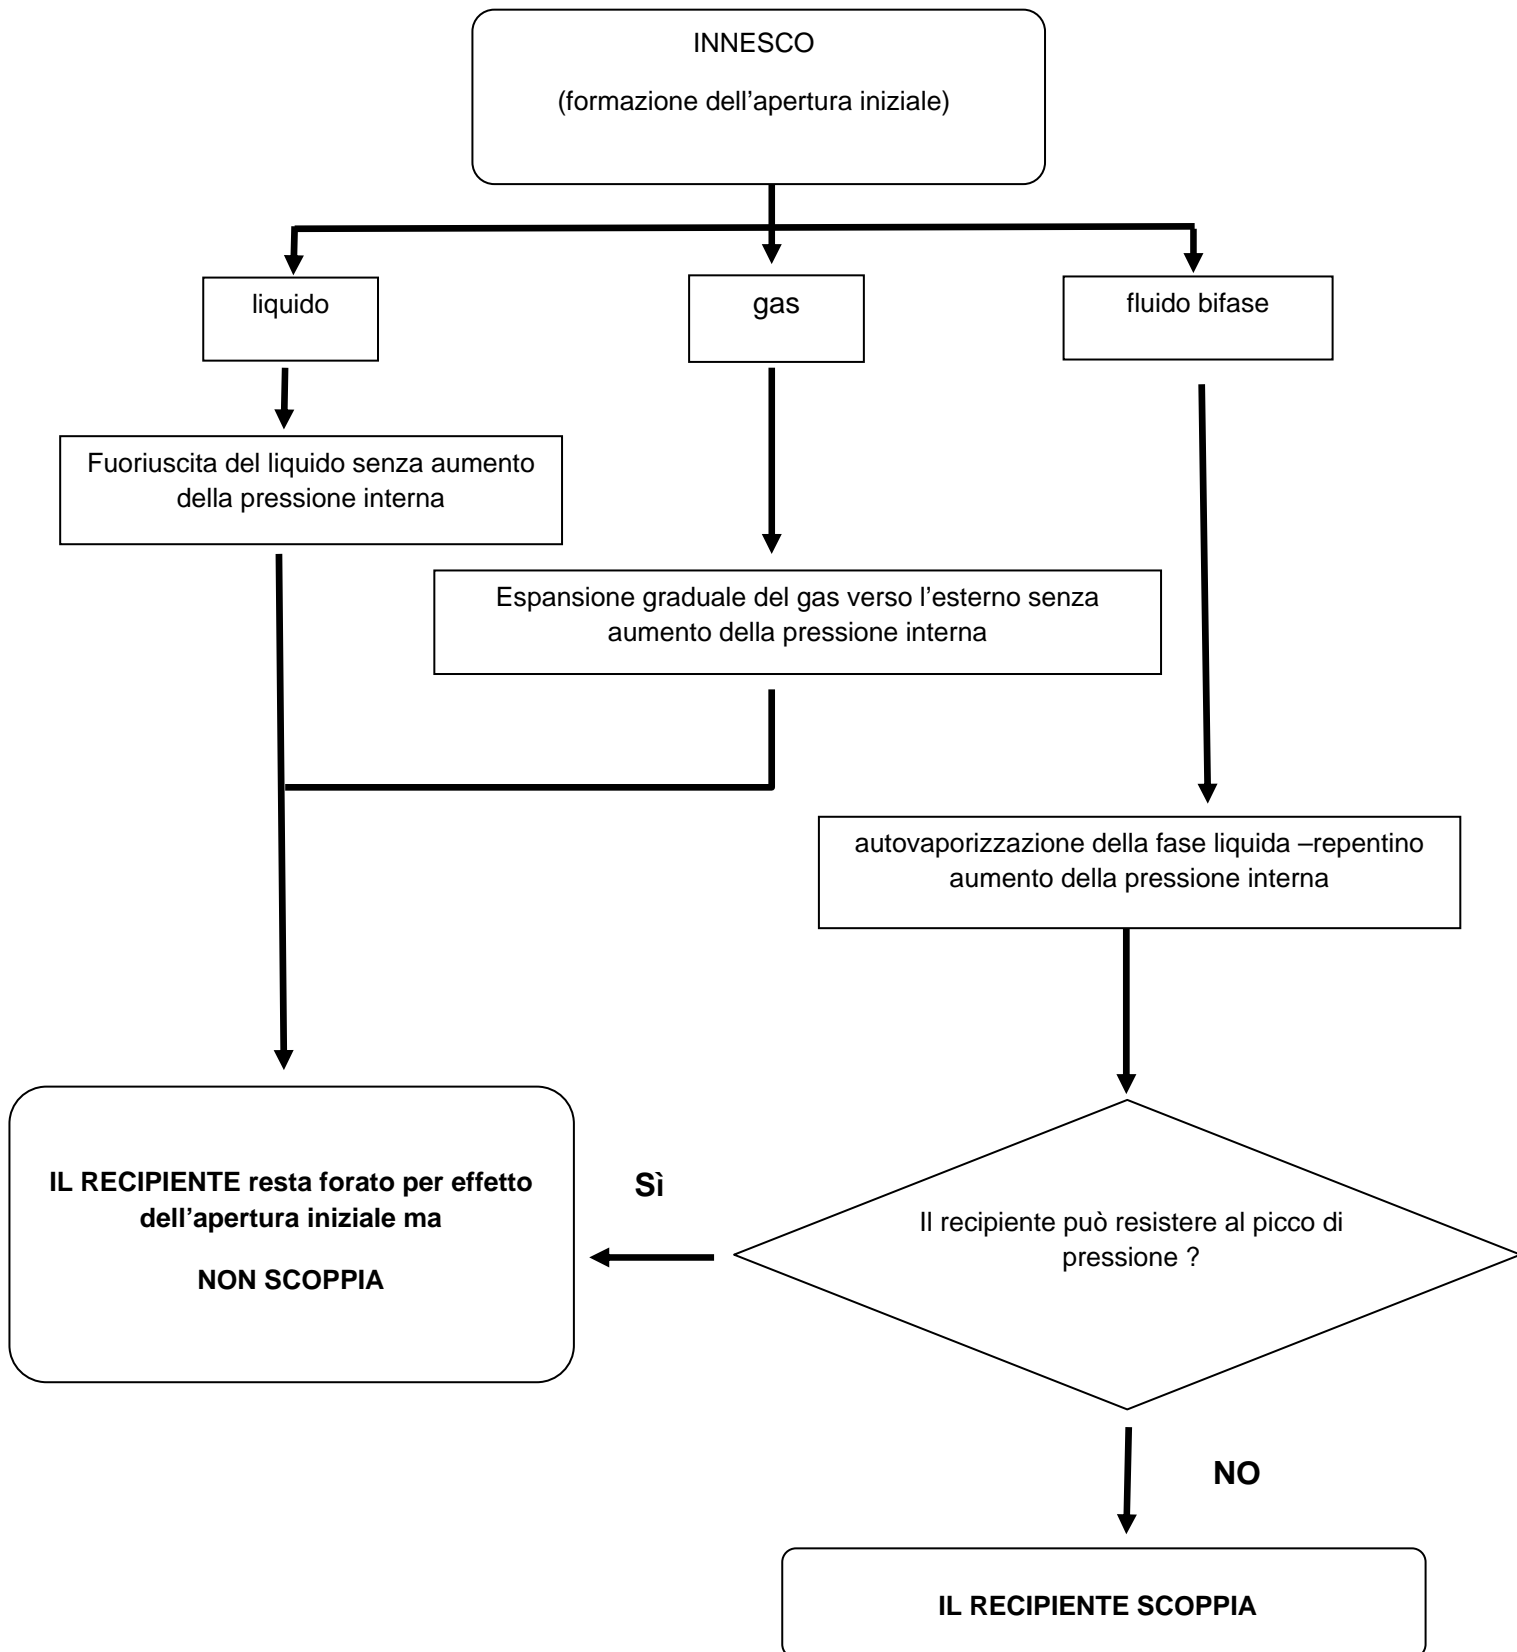 INNESCO
(formazione dell’apertura iniziale)
liquido
gas
fluido bifase
Fuoriuscita del liquido senza aumento
della pressione interna
Espansione graduale del gas verso l’esterno senza
aumento della pressione interna
autovaporizzazione della fase liquida –repentino
aumento della pressione interna
IL RECIPIENTE resta forato per effetto
dell’apertura iniziale ma
NON SCOPPIA
Sì
Il recipiente può resistere al picco di
pressione ?
NO
IL RECIPIENTE SCOPPIA